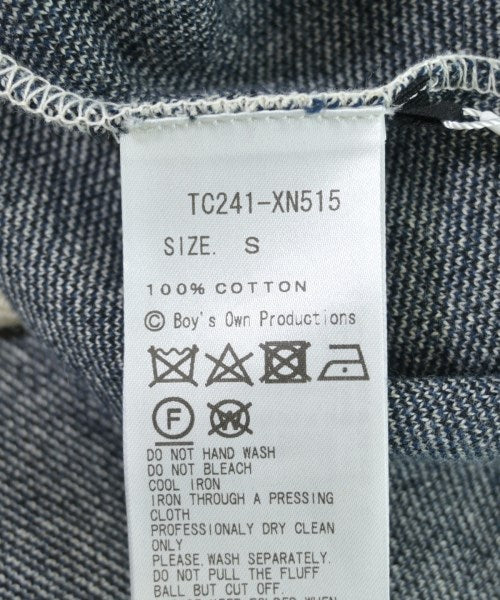 TC241-XN515
SIZE. S
100% COTTON
© Boy's Own Productions
F W
DO NOT HAND WASH
DO NOT BLEACH
COOL IRON
IRON THROUGH A PRESSING
CLOTH
PROFESSIONALY DRY CLEAN
ONLY
PLEASE.WASH SEPARATELY.
DO NOT PULL THE FLUFF
BALL BUT CUT OFF.
WHEN